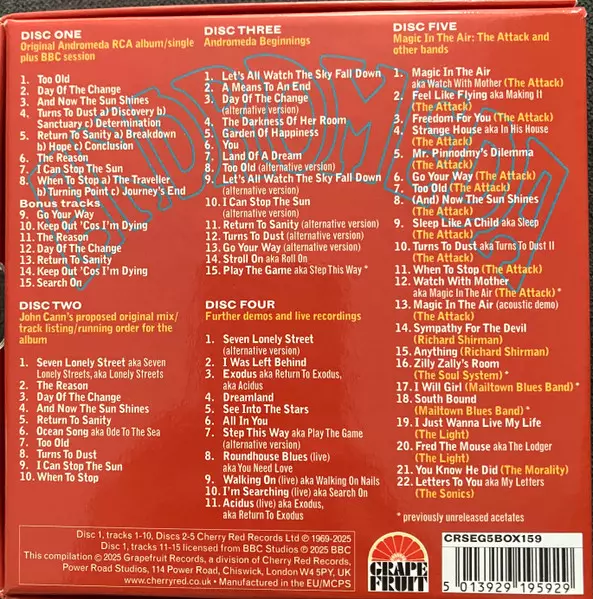 DISC ONE
Original Andromeda RCA album/single
plus BBC session
1. Too Old
2. Day Of The Change
3. And Now The Sun Shines
4. Turns To Dust a) Discovery b)
Sanctuary c) Determination
5. Return To Sanity a) Breakdown
b) Hope c) Conclusion
6. The Reason
7. I Can Stop The Sun
8. When To Stop a) The Traveller
b) Turning Point c) Journey's End
Bonus tracks
9. Go Your Way
10. Keep Out 'Cos I'm Dying
11. The Reason
12. Day Of The Change
13. Return To Sanity
14. Keep Out 'Cos I'm Dying
15. Search On
DISC TWO
John Cann's proposed original mix/
track listing/running order for the
album
1. Seven Lonely Street aka Seven
Lonely Streets, aka Lonely Streets
2. The Reason
3. Day Of The Change
4. And Now The Sun Shines
5. Return To Sanity
6. Ocean Song aka Ode To The Sea
7. Too Old
8. Turns To Dust
9. I Can Stop The Sun
10. When To Stop
DISC THREE
Andromeda Beginnings
1. Let's All Watch The Sky Fall Down
2. A Means To An End
3. Day Of The Change
(alternative version)
4. The Darkness Of Her Room
5. Garden Of Happiness
6. You
7. Land Of A Dream
8. Too Old (alternative version)
9. Let's All Watch The Sky Fall Down
(alternative version)
10. I Can Stop The Sun
(alternative version)
11. Return To Sanity (alternative version)
12. Turns To Dust (alternative version)
13. Go Your Way (alternative version)
14. Stroll On aka Roll On
15. Play The Game aka Step This Way *
DISC FOUR
Further demos and live recordings
1. Seven Lonely Street
(alternative version)
2. I Was Left Behind
3. Exodus aka Return To Exodus,
aka Acidus
4. Dreamland
5. See Into The Stars
6. All In You
7. Step This Way aka Play The Game
(alternative version)
8. Roundhouse Blues (live)
aka You Need Love
9. Walking On (live) aka Walking On Nails
10. I'm Searching (live) aka Search On
11. Acidus (live) aka Exodus,
aka Return To Exodus
DISC FIVE
Magic In The Air: The Attack and
other bands
1. Magic In The Air
aka Watch With Mother (The Attack)
2. Feel Like Flying aka Making It
(The Attack)
3. Freedom For You (The Attack)
4. Strange House aka In His House
(The Attack)
5. Mr. Pinnodmy's Dilemma
(The Attack)
6. Go Your Way (The Attack)
7. Too Old (The Attack)
8. (And) Now The Sun Shines
(The Attack)
9. Sleep Like A Child aka Sleep
(The Attack)
10. Turns To Dust aka Turns To Dust II
(The Attack)
11. When To Stop (The Attack)
12. Watch With Mother
aka Magic In The Air (The Attack) *
13. Magic In The Air (acoustic demo)
(The Attack)
14. Sympathy For The Devil
(Richard Shirman)
15. Anything (Richard Shirman)
16. Zilly Zally's Room
(The Soul System) *
17. I Will Girl (Mailtown Blues Band) *
18. South Bound
(Mailtown Blues Band) *
19. I Just Wanna Live My Life
(The Light)
20. Fred The Mouse aka The Lodger
(The Light)
21. You Know He Did (The Morality)
22. Letters To You aka My Letters
(The Sonics)
* previously unreleased acetates
Disc 1, tracks 1-10, Discs 2-5 Cherry Red Records Ltd ℗ 1969-2025
Disc 1, tracks 11-15 licensed from BBC Studios ℗ 2025 BBC
This compilation © 2025 Grapefruit Records, a division of Cherry Red Records,
Power Road Studios, 114 Power Road, Chiswick, London W4 5PY, UK
www.cherryred.co.uk • Manufactured in the EU/MCPS
GRAPE
FRUIT
CRSEG5BOX159
5 013929 195929